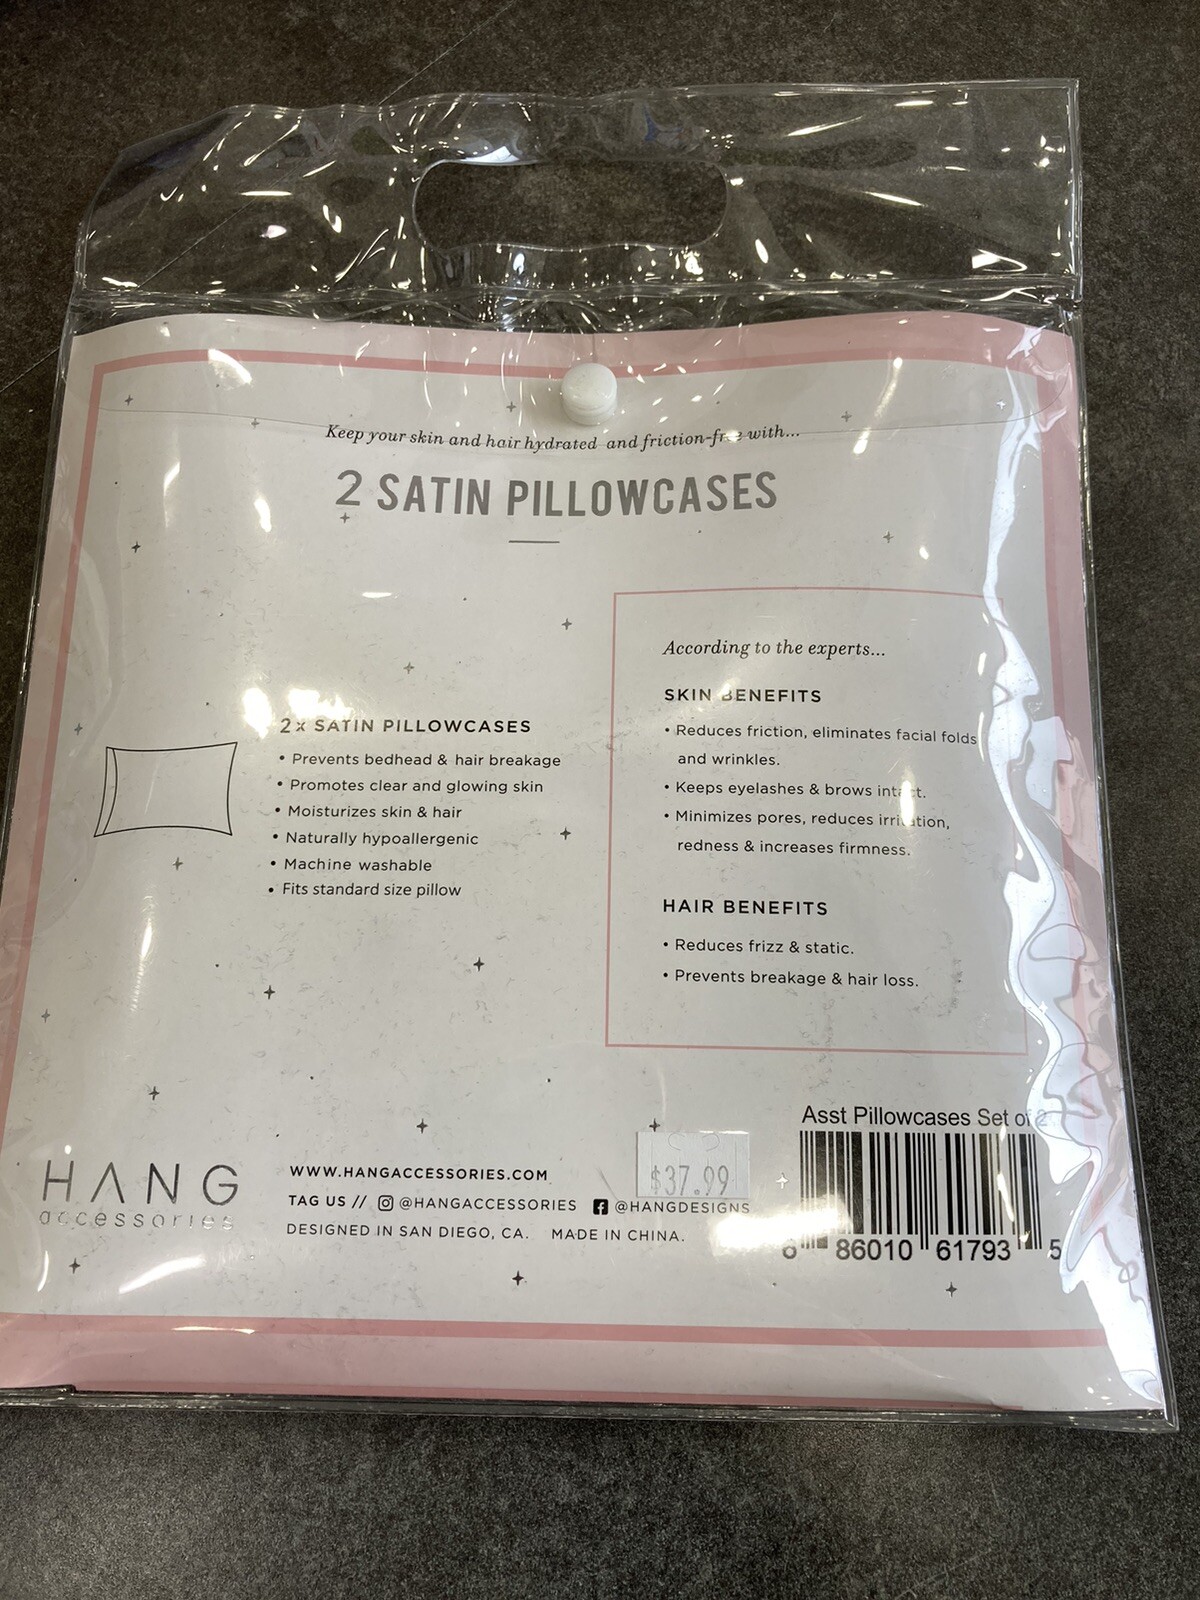 Keep your skin and hair hydrated and friction-free with...
2 SATIN PILLOWCASES
2x SATIN PILLOWCASES
• Prevents bedhead & hair breakage
• Promotes clear and glowing skin
• Moisturizes skin & hair
• Naturally hypoallergenic
• Machine washable
• Fits standard size pillow
According to the experts...
SKIN BENEFITS
• Reduces friction, eliminates facial folds
and wrinkles.
• Keeps eyelashes & brows intact.
• Minimizes pores, reduces irritation,
redness & increases firmness.
HAIR BENEFITS
• Reduces frizz & static.
• Prevents breakage & hair loss.
HANG
accessories
WWW.HANGACCESSORIES.COM
TAG US // @HANGACCESSORIES @HANGDESIGNS
DESIGNED IN SAN DIEGO, CA. MADE IN CHINA.
$37.99
Asst Pillowcases Set of 2
86010 61793 5